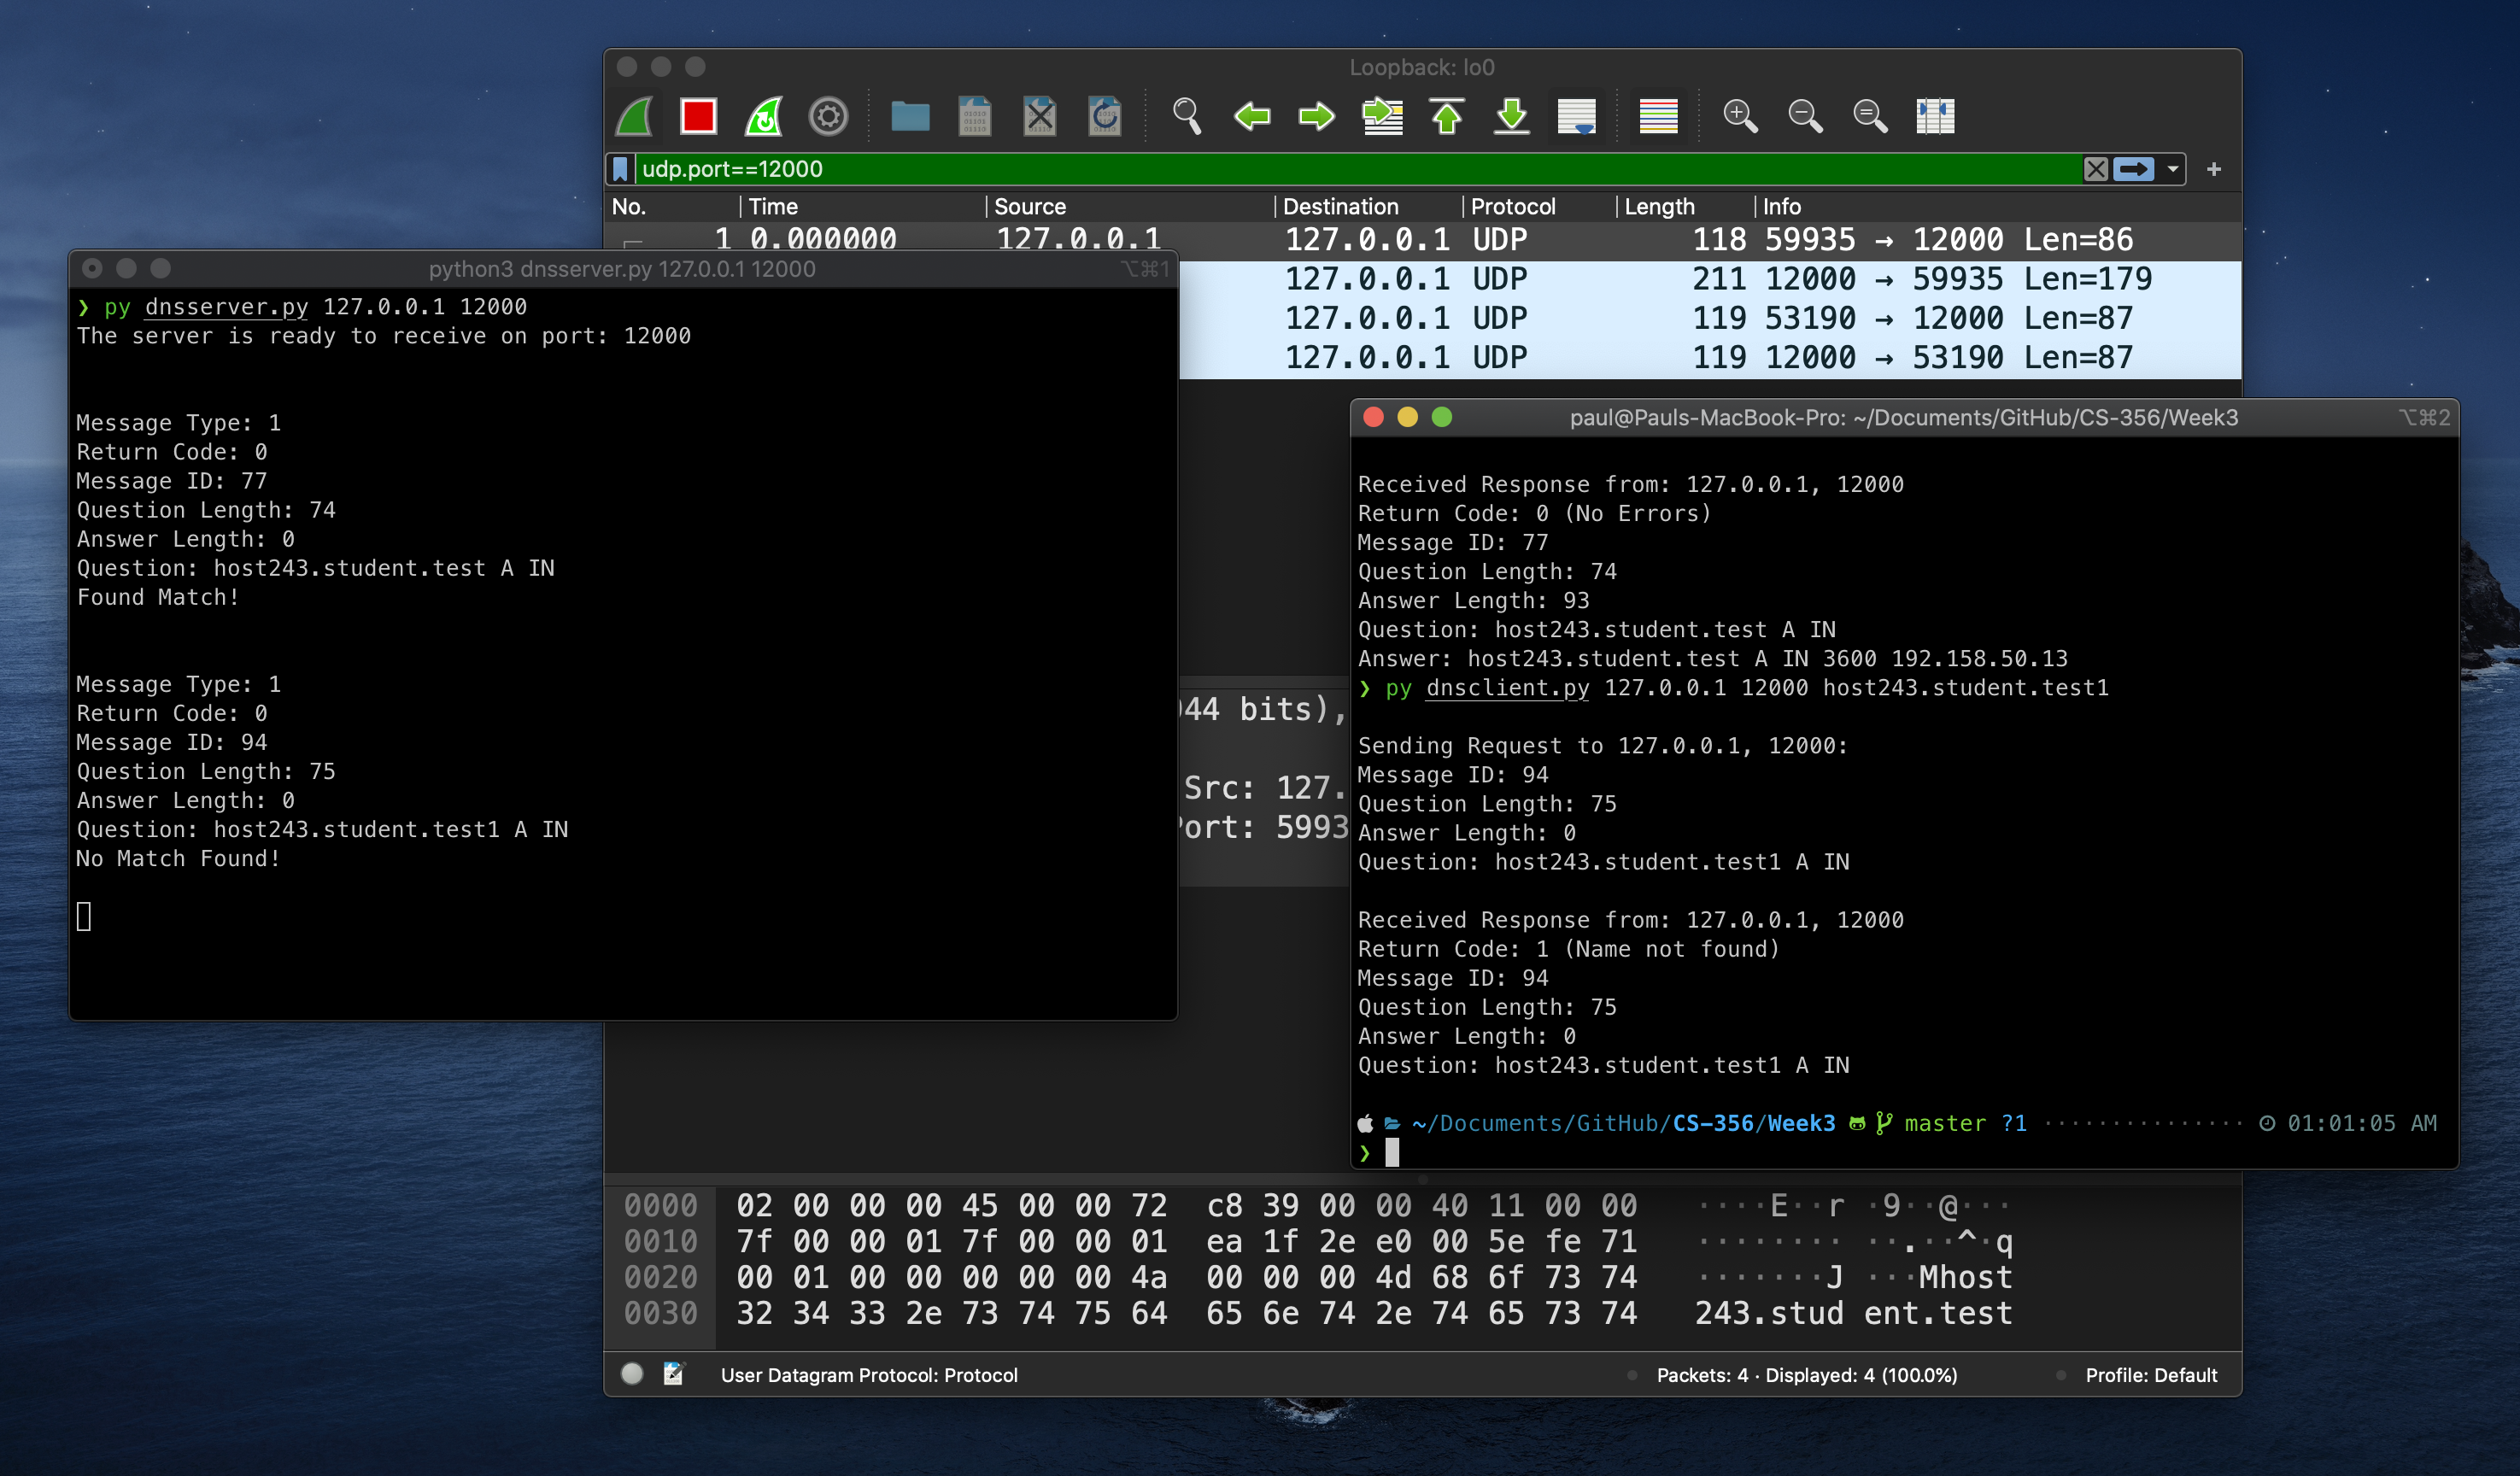 Loopback: lo0
udp.port==12000
No. Time Source Destination Protocol Length Info
1 0.000000 127.0.0.1 127.0.0.1 UDP 118 59935 → 12000 Len=86
127.0.0.1 UDP 211 12000 → 59935 Len=179
127.0.0.1 UDP 119 53190 → 12000 Len=87
127.0.0.1 UDP 119 12000 → 53190 Len=87
python3 dnsserver.py 127.0.0.1 12000 ⌥⌘1
❯ py dnsserver.py 127.0.0.1 12000
The server is ready to receive on port: 12000
Message Type: 1
Return Code: 0
Message ID: 77
Question Length: 74
Answer Length: 0
Question: host243.student.test A IN
Found Match!
Message Type: 1
Return Code: 0
Message ID: 94
Question Length: 75
Answer Length: 0
Question: host243.student.test1 A IN
No Match Found!
44 bits),
Src: 127.
ort: 5993
paul@Pauls-MacBook-Pro: ~/Documents/GitHub/CS-356/Week3 ⌥⌘2
Received Response from: 127.0.0.1, 12000
Return Code: 0 (No Errors)
Message ID: 77
Question Length: 74
Answer Length: 93
Question: host243.student.test A IN
Answer: host243.student.test A IN 3600 192.158.50.13
❯ py dnsclient.py 127.0.0.1 12000 host243.student.test1
Sending Request to 127.0.0.1, 12000:
Message ID: 94
Question Length: 75
Answer Length: 0
Question: host243.student.test1 A IN
Received Response from: 127.0.0.1, 12000
Return Code: 1 (Name not found)
Message ID: 94
Question Length: 75
Answer Length: 0
Question: host243.student.test1 A IN
~/Documents/GitHub/CS-356/Week3 master ?1 ··············· 01:01:05 AM
❯
0000 02 00 00 00 45 00 00 72 c8 39 00 00 40 11 00 00 ····E··r ·9··@···
0010 7f 00 00 01 7f 00 00 01 ea 1f 2e e0 00 5e fe 71 ········ ··.··^·q
0020 00 01 00 00 00 00 00 4a 00 00 00 4d 68 6f 73 74 ·······J ···Mhost
0030 32 34 33 2e 73 74 75 64 65 6e 74 2e 74 65 73 74 243.stud ent.test
User Datagram Protocol: Protocol Packets: 4 · Displayed: 4 (100.0%) Profile: Default